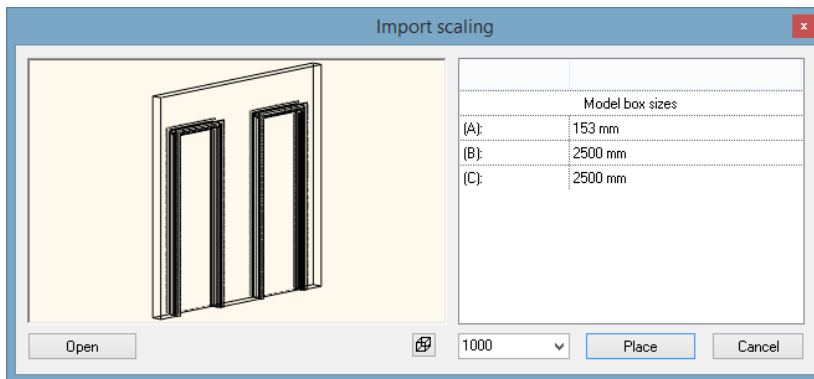 Import scaling
x
Model box sizes
(A): 153 mm
(B): 2500 mm
(C): 2500 mm
Open
1000
Place
Cancel